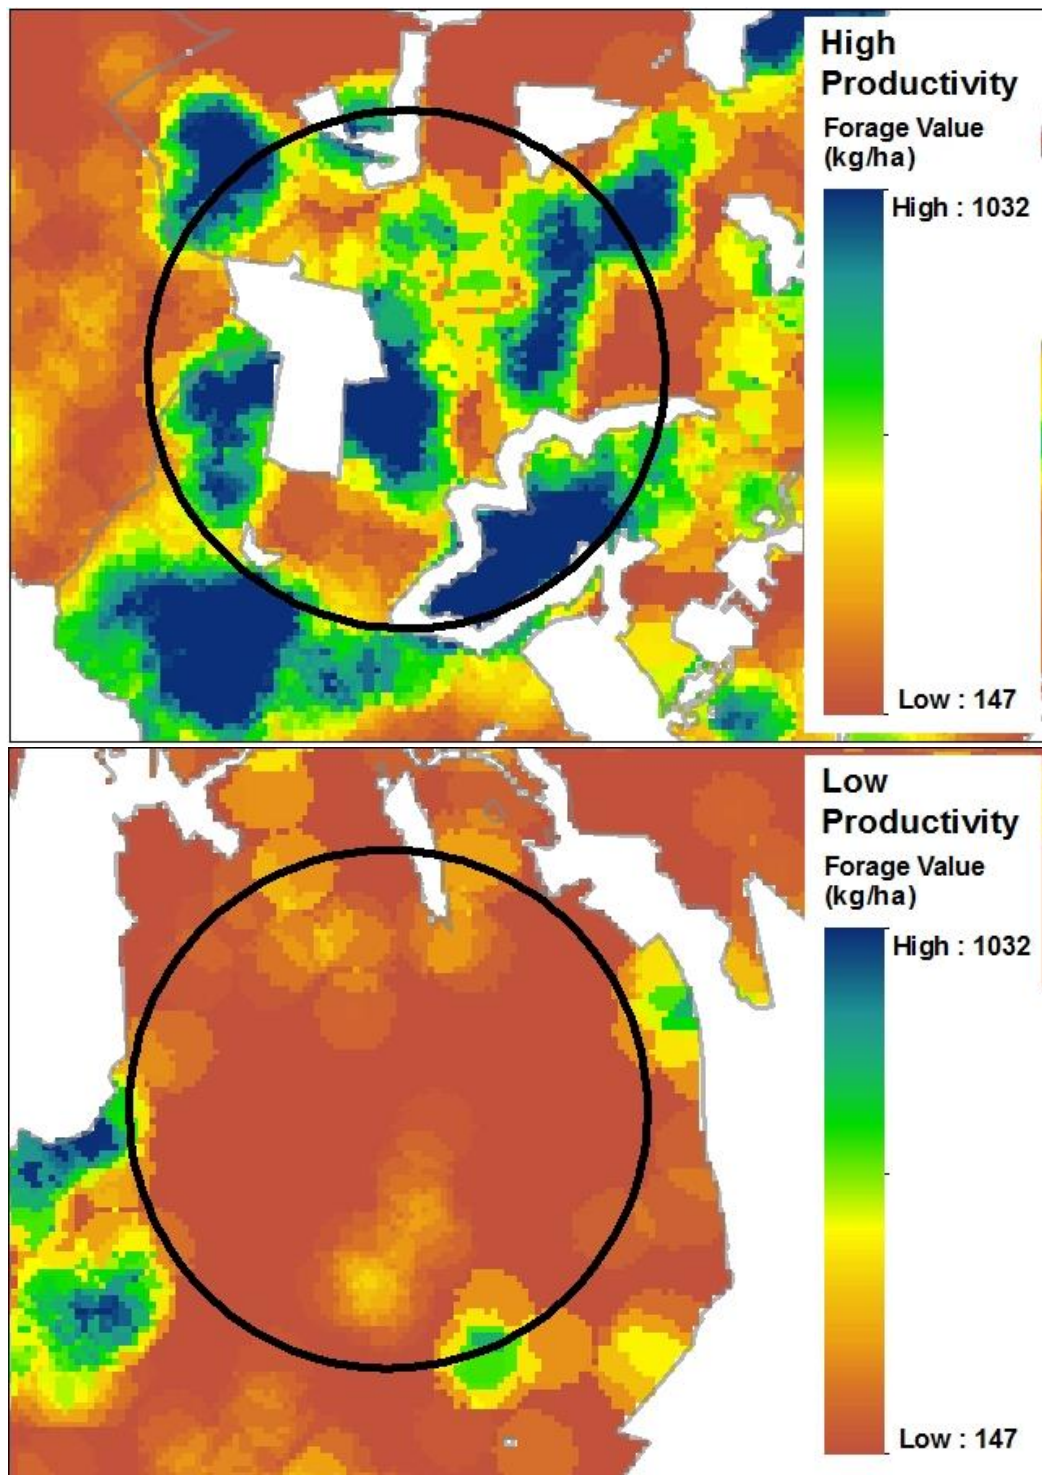 High
Productivity
Forage Value
(kg/ha)
High : 1032
Low : 147
Low
Productivity
Forage Value
(kg/ha)
High : 1032
Low : 147